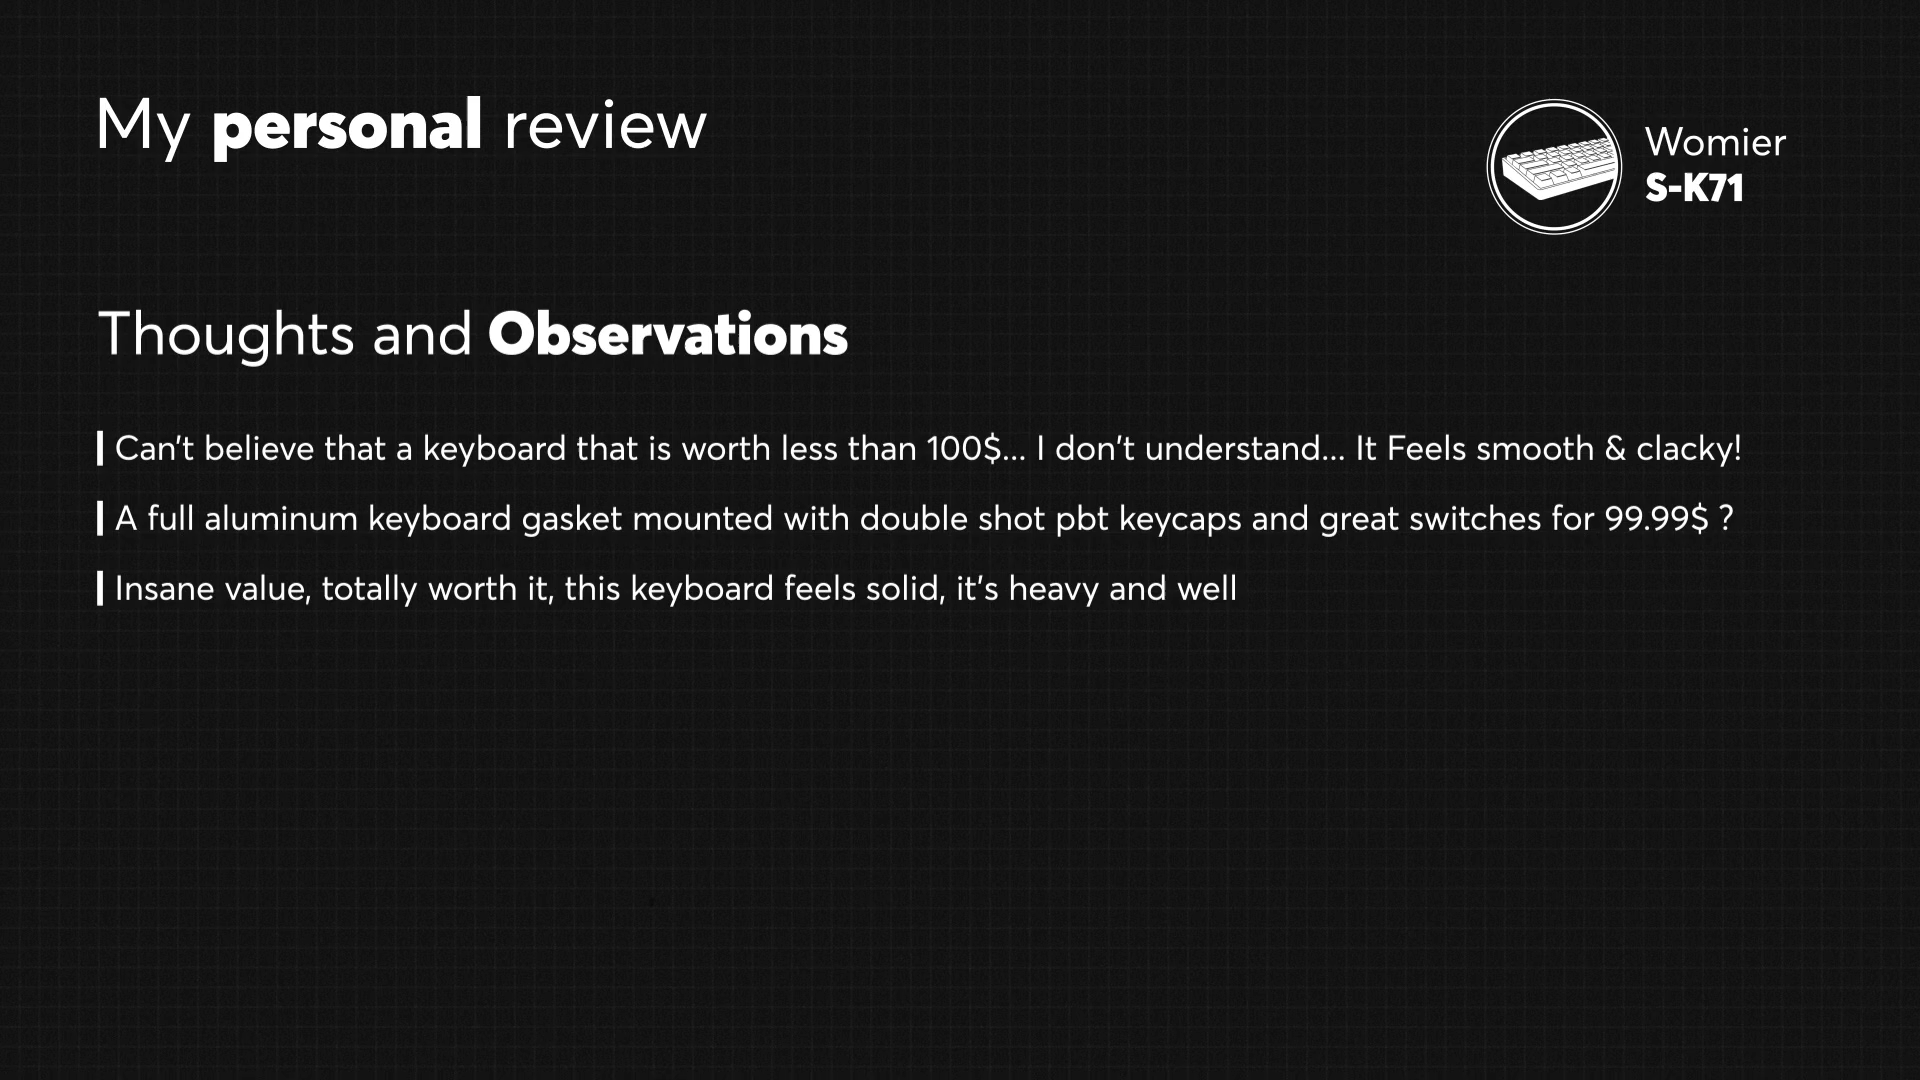 My personal review
Womier
S-K71
Thoughts and Observations
Can't believe that a keyboard that is worth less than 100$... I don't understand... It Feels smooth & clacky!
A full aluminum keyboard gasket mounted with double shot pbt keycaps and great switches for 99.99$ ?
Insane value, totally worth it, this keyboard feels solid, it's heavy and well